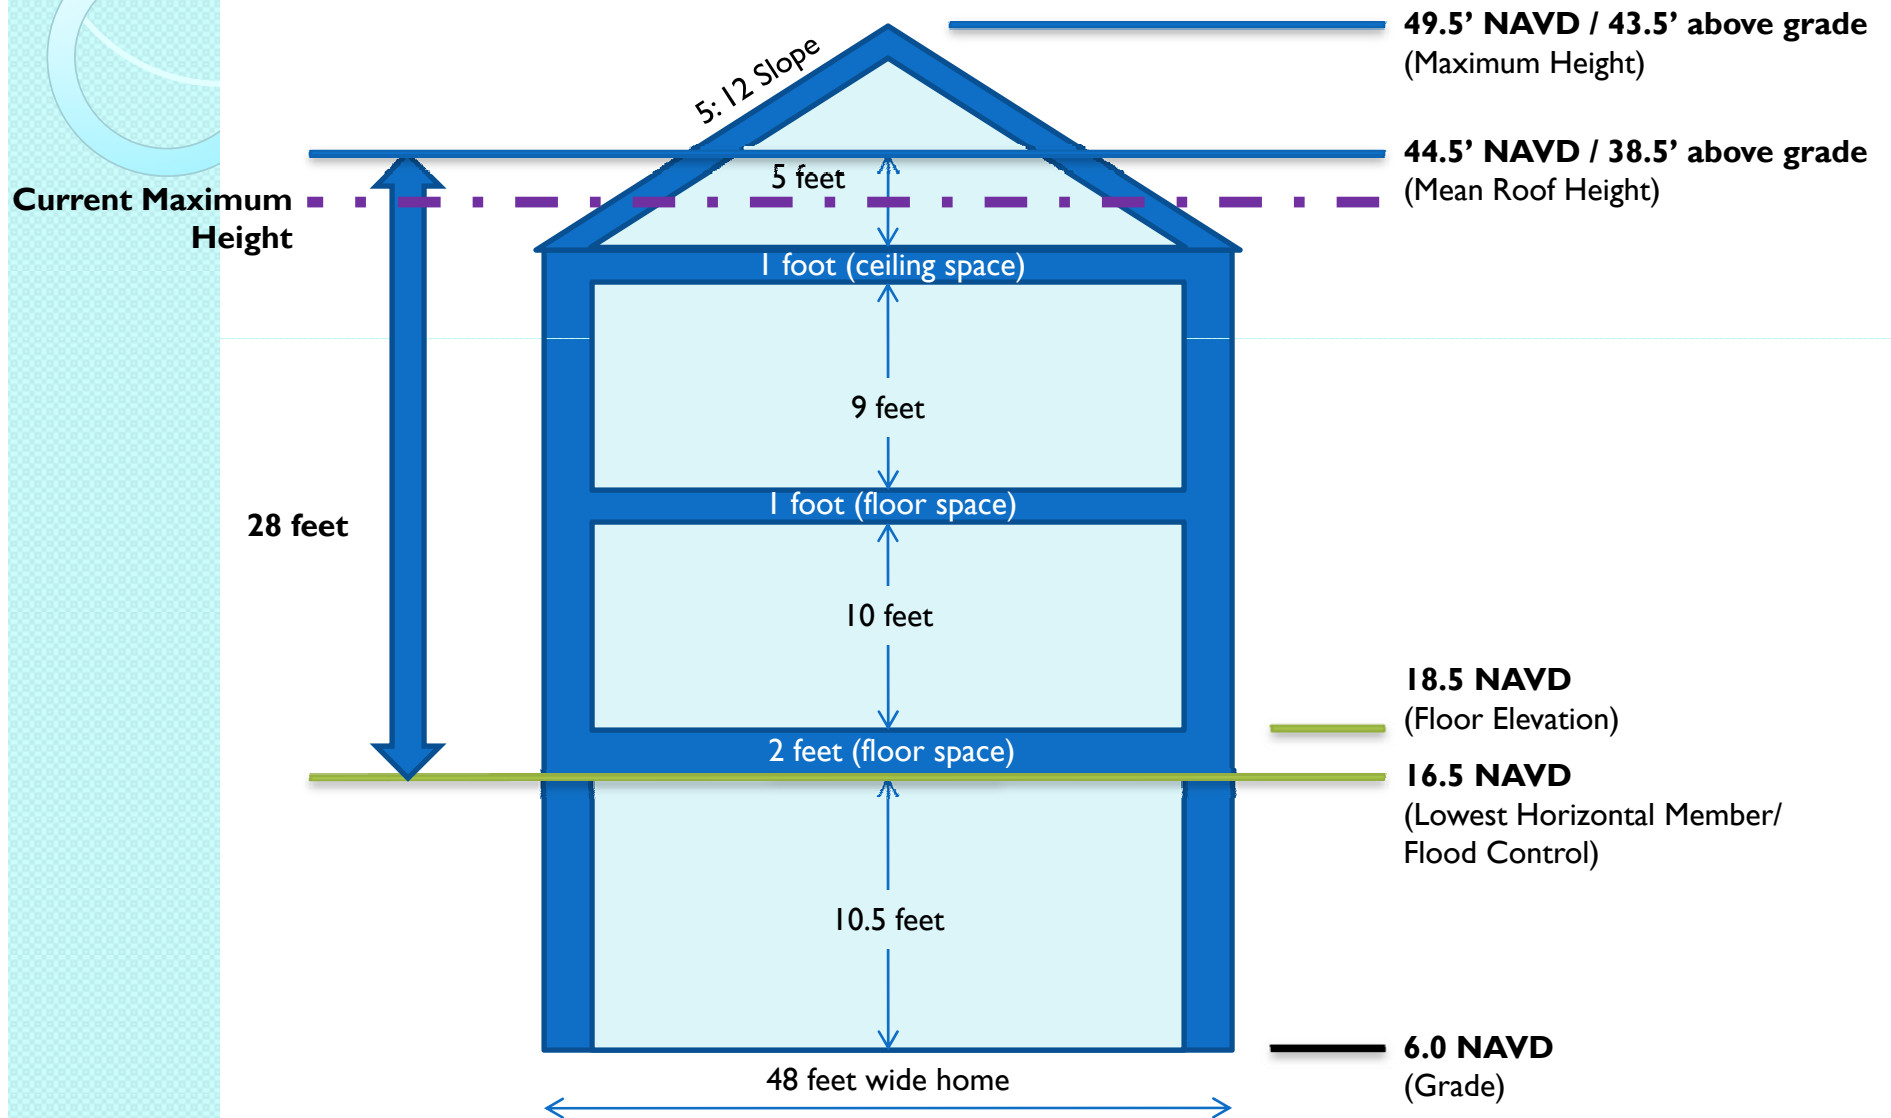 49.5’ NAVD / 43.5’ above grade
(Maximum Height)
5: 12 Slope
44.5’ NAVD / 38.5’ above grade
(Mean Roof Height)
5 feet
Current Maximum
Height
1 foot (ceiling space)
9 feet
1 foot (floor space)
28 feet
10 feet
18.5 NAVD
(Floor Elevation)
2 feet (floor space)
16.5 NAVD
(Lowest Horizontal Member/
Flood Control)
10.5 feet
6.0 NAVD
(Grade)
48 feet wide home